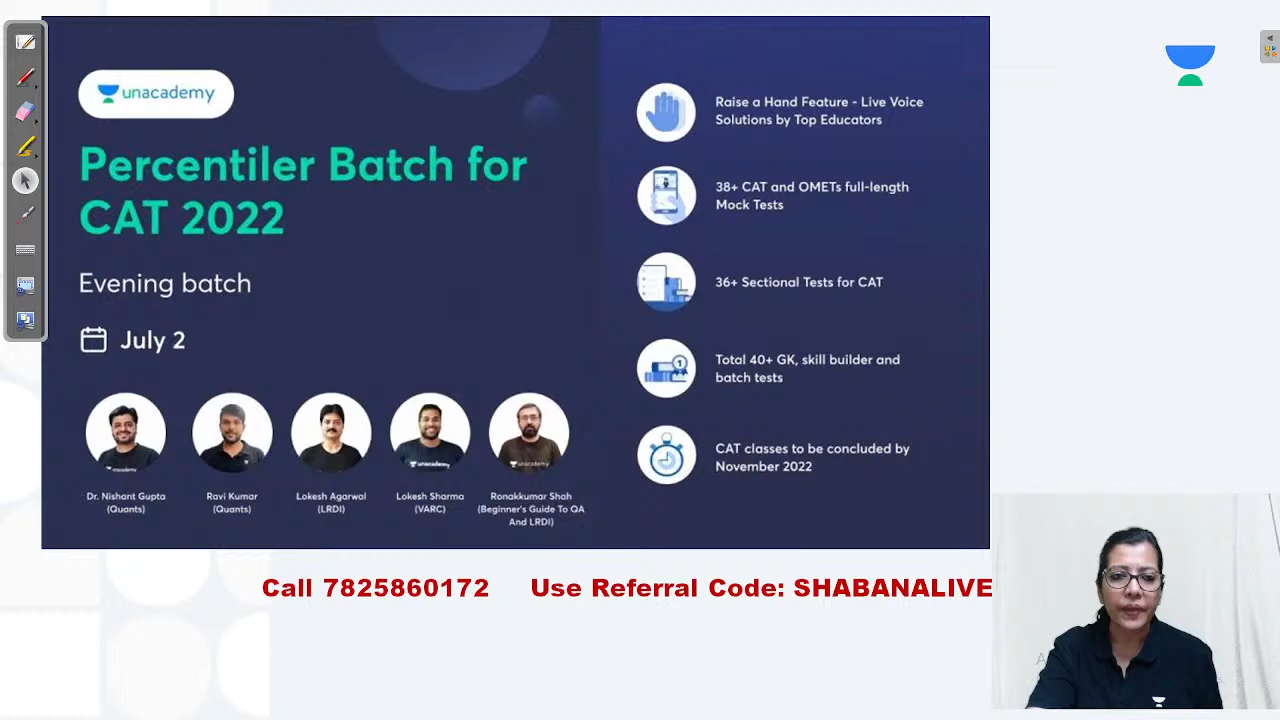 unacademy
Percentiler Batch for
CAT 2022
Evening batch
July 2
Dr. Nishant Gupta
(Quants)
Ravi Kumar
(Quants)
Lokesh Agarwal
(LRDI)
Lokesh Sharma
(VARC)
Ronakkumar Shah
(Beginner's Guide To QA
And LRDI)
Raise a Hand Feature - Live Voice
Solutions by Top Educators
38+ CAT and OMETs full-length
Mock Tests
36+ Sectional Tests for CAT
1
Total 40+ GK, skill builder and
batch tests
CAT classes to be concluded by
November 2022
Call 7825860172 Use Referral Code: SHABANALIVE